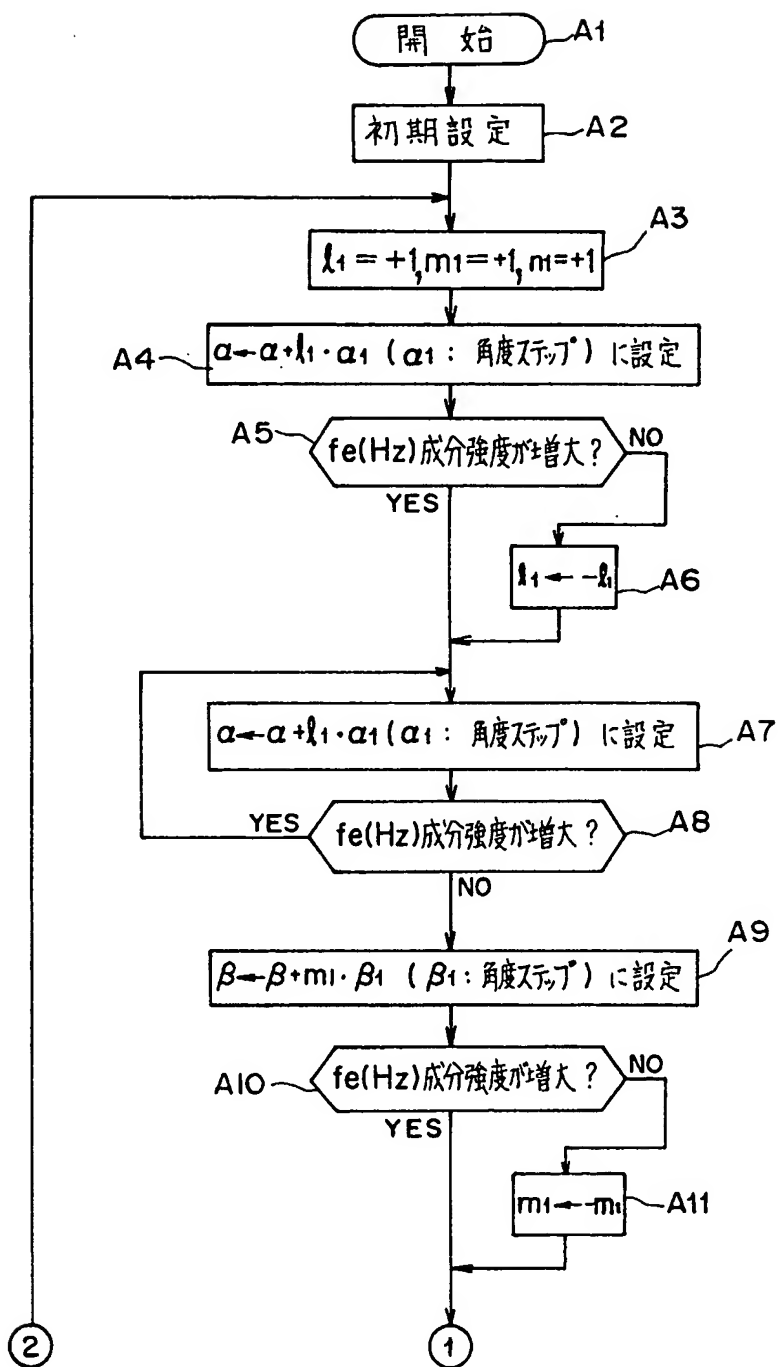 開 始
A1
初期設定
A2
A3
ℓ1 = +1, m1 = +1, n1 = +1
A4
α←α+ℓ1・α1 (α1: 角度ステップ) に設定
A5
fe(Hz)成分強度が増大?
NO
YES
ℓ1 ← -ℓ1
A6
α←α+ℓ1・α1(α1: 角度ステップ) に設定
A7
YES
fe(Hz)成分強度が増大?
A8
NO
A9
β←β+m1・β1 (β1:角度ステップ) に設定
A10
fe(Hz)成分強度が増大?
NO
YES
m1 ← -m1
A11
2
1